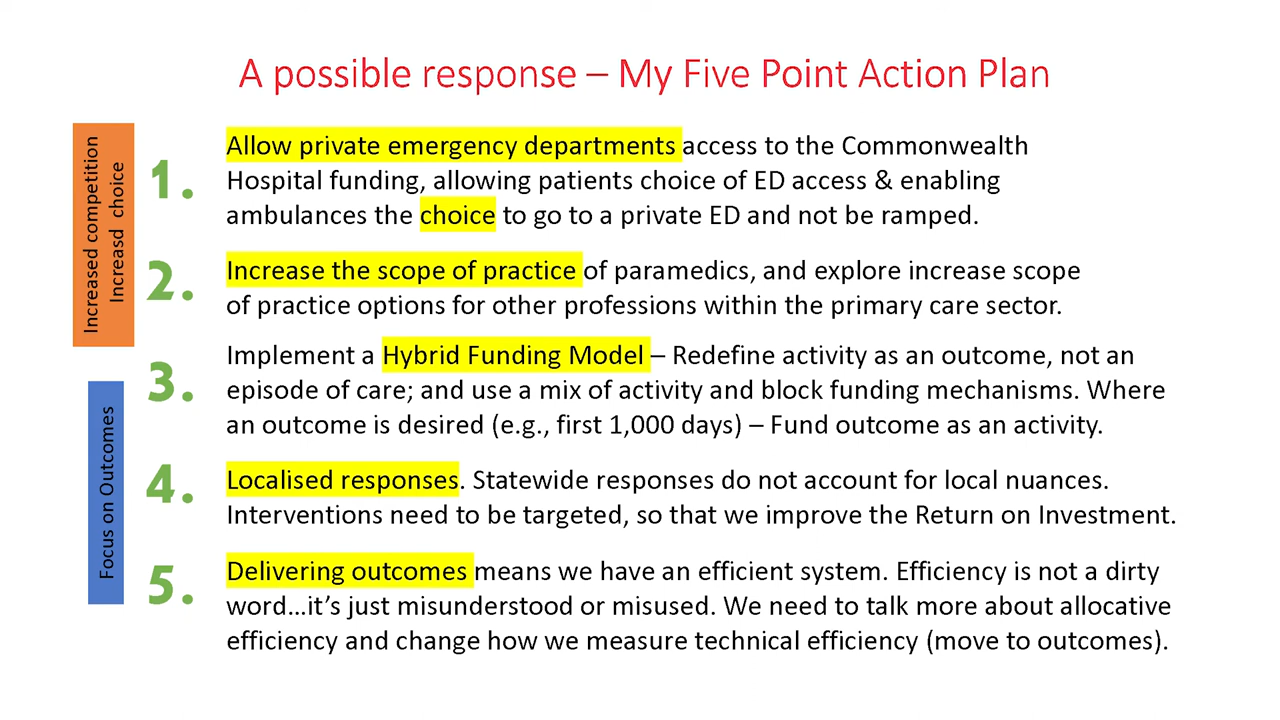 A possible response – My Five Point Action Plan
Increased competition
Increasd choice
1.
Allow private emergency departments access to the Commonwealth
Hospital funding, allowing patients choice of ED access & enabling
ambulances the choice to go to a private ED and not be ramped.
2.
Increase the scope of practice of paramedics, and explore increase scope
of practice options for other professions within the primary care sector.
Focus on Outcomes
3.
Implement a Hybrid Funding Model – Redefine activity as an outcome, not an
episode of care; and use a mix of activity and block funding mechanisms. Where
an outcome is desired (e.g., first 1,000 days) – Fund outcome as an activity.
4.
Localised responses. Statewide responses do not account for local nuances.
Interventions need to be targeted, so that we improve the Return on Investment.
5.
Delivering outcomes means we have an efficient system. Efficiency is not a dirty
word...it's just misunderstood or misused. We need to talk more about allocative
efficiency and change how we measure technical efficiency (move to outcomes).